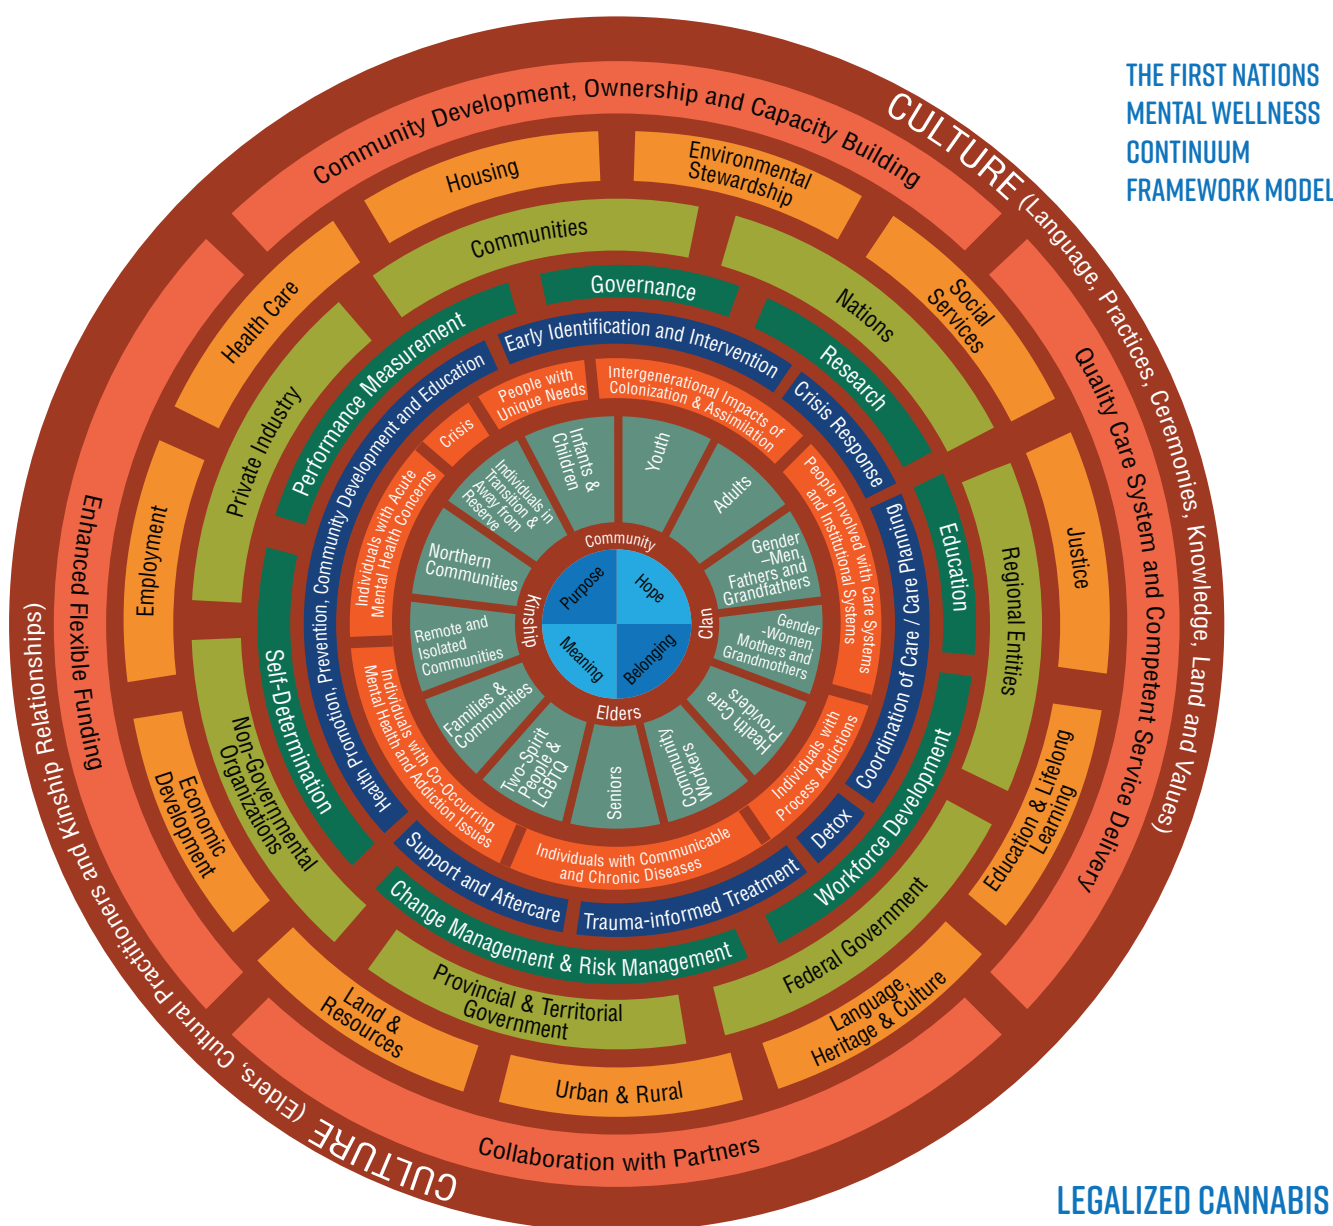 THE FIRST NATIONS
MENTAL WELLNESS
CONTINUUM
FRAMEWORK MODEL
CULTURE (Language, Practices, Ceremonies, Knowledge, Land and Values)
CULTURE (Elders, Cultural Practitioners and Kinship Relationships)
Community Development, Ownership and Capacity Building
Quality Care System and Competent Service Delivery
Collaboration with Partners
Enhanced Flexible Funding
Housing
Environmental
Stewardship
Social
Services
Justice
Education & Lifelong
Learning
Language,
Heritage & Culture
Urban & Rural
Land &
Resources
Economic
Development
Employment
Health Care
Communities
Nations
Regional Entities
Federal Government
Provincial & Territorial
Government
Non-Governmental
Organizations
Private Industry
Governance
Research
Education
Workforce Development
Change Management & Risk Management
Self-Determination
Performance Measurement
Early Identification and Intervention
Crisis Response
Coordination of Care / Care Planning
Detox
Trauma-informed Treatment
Support and Aftercare
Health Promotion, Prevention, Community Development and Education
People with
Unique Needs
Intergenerational Impacts of
Colonization & Assimilation
People Involved with Care Systems
and Institutional Systems
Individuals with
Process Addictions
Individuals with Communicable
and Chronic Diseases
Individuals with Co-Occurring
Mental Health and Addiction Issues
Individuals with Acute
Mental Health Concerns
Crisis
Infants &
Children
Youth
Adults
Gender
–Men,
Fathers and
Grandfathers
Gender
-Women,
Mothers and
Grandmothers
Health Care
Providers
Community
Workers
Seniors
Two-Spirit
People &
LGBTQ
Families &
Communities
Remote and
Isolated
Communities
Northern
Communities
Individuals in
Transition &
Away from
Reserve
Community
Clan
Elders
Kinship
Purpose
Hope
Belonging
Meaning
LEGALIZED CANNABIS